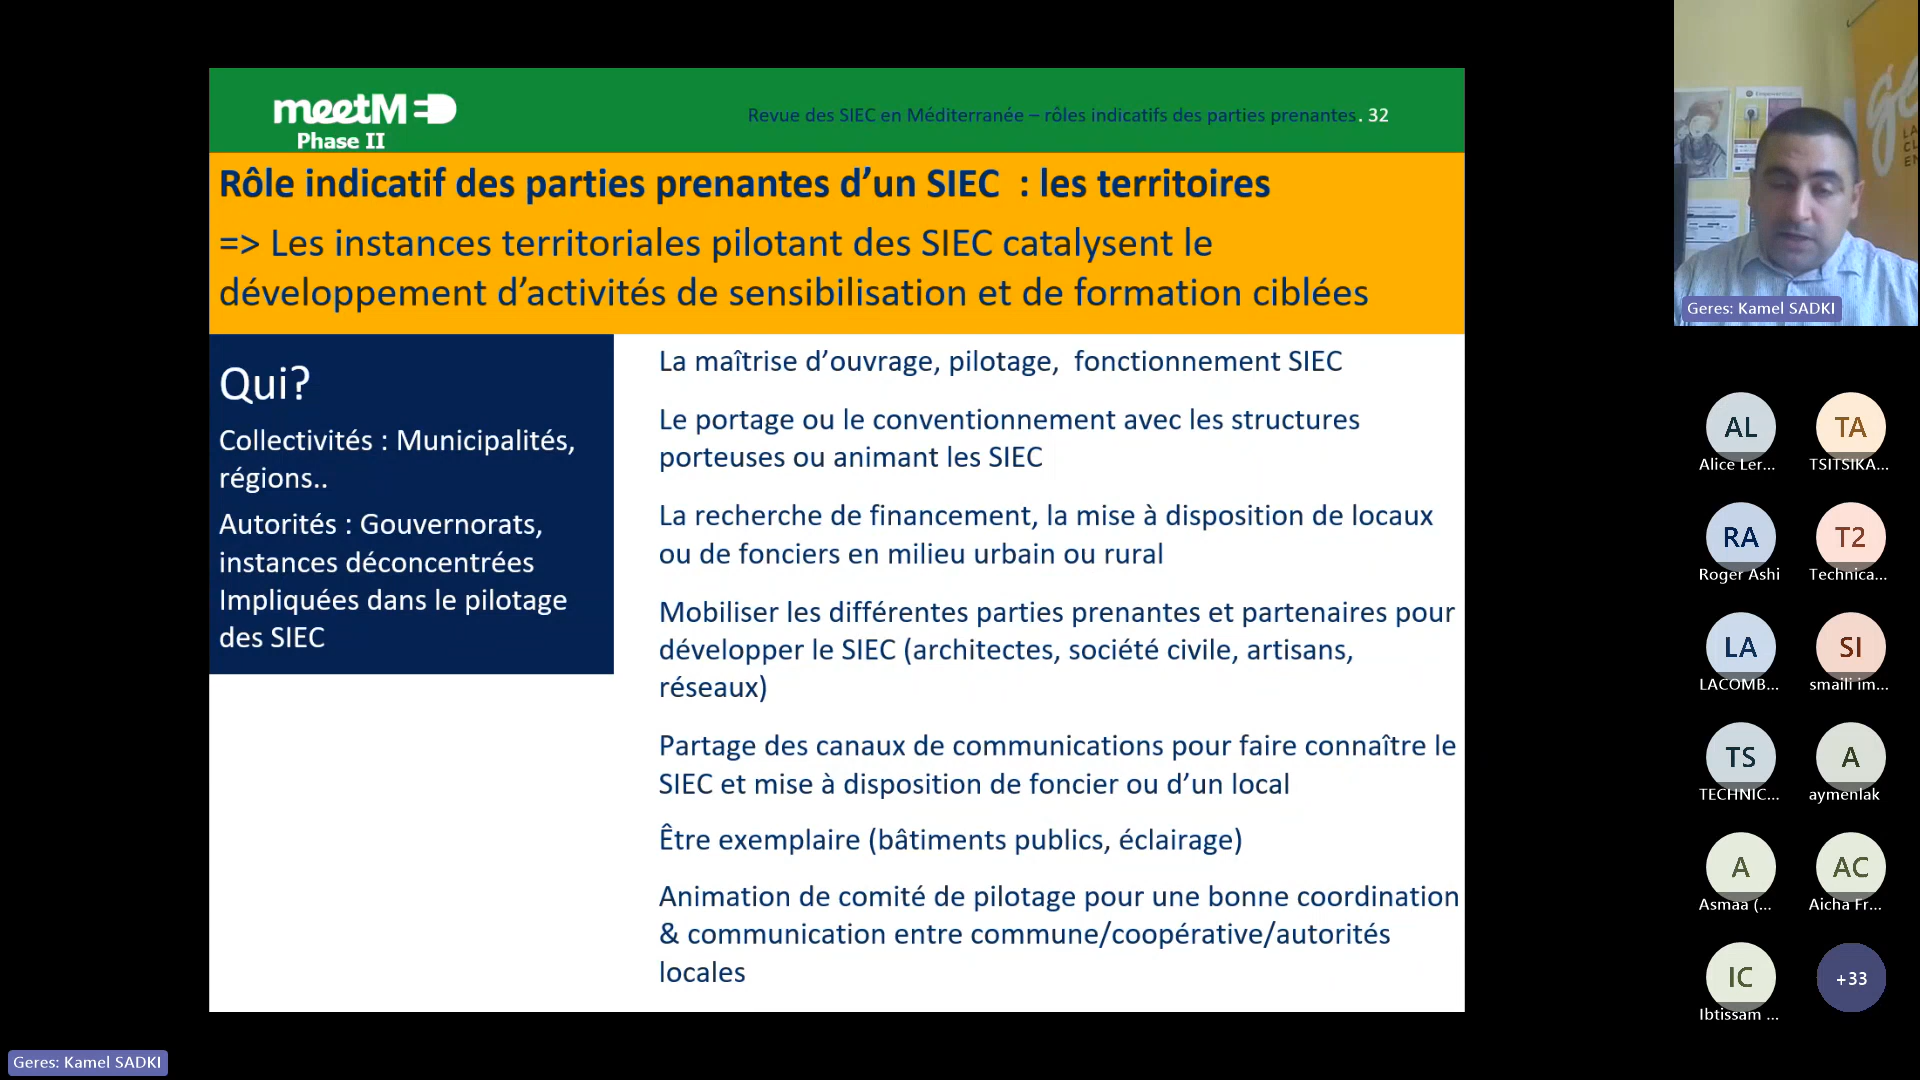 meetMED
Phase II
Revue des SIEC en Méditerranée – rôles indicatifs des parties prenantes. 32
Rôle indicatif des parties prenantes d’un SIEC : les territoires
=> Les instances territoriales pilotant des SIEC catalysent le
développement d’activités de sensibilisation et de formation ciblées
Qui?
Collectivités : Municipalités,
régions..
Autorités : Gouvernorats,
instances déconcentrées
Impliquées dans le pilotage
des SIEC
La maîtrise d’ouvrage, pilotage, fonctionnement SIEC
Le portage ou le conventionnement avec les structures
porteuses ou animant les SIEC
La recherche de financement, la mise à disposition de locaux
ou de fonciers en milieu urbain ou rural
Mobiliser les différentes parties prenantes et partenaires pour
développer le SIEC (architectes, société civile, artisans,
réseaux)
Partage des canaux de communications pour faire connaître le
SIEC et mise à disposition de foncier ou d’un local
Être exemplaire (bâtiments publics, éclairage)
Animation de comité de pilotage pour une bonne coordination
& communication entre commune/coopérative/autorités
locales
Geres: Kamel SADKI
AL
Alice Ler...
TA
TSITSIKA...
RA
Roger Ashi
T2
Technica...
LA
LACOMB...
SI
smaili im...
TS
TECHNIC...
A
aymenlak
A
Asmaa (...
AC
Aicha Fr...
IC
Ibtissam ...
+33
Geres: Kamel SADKI